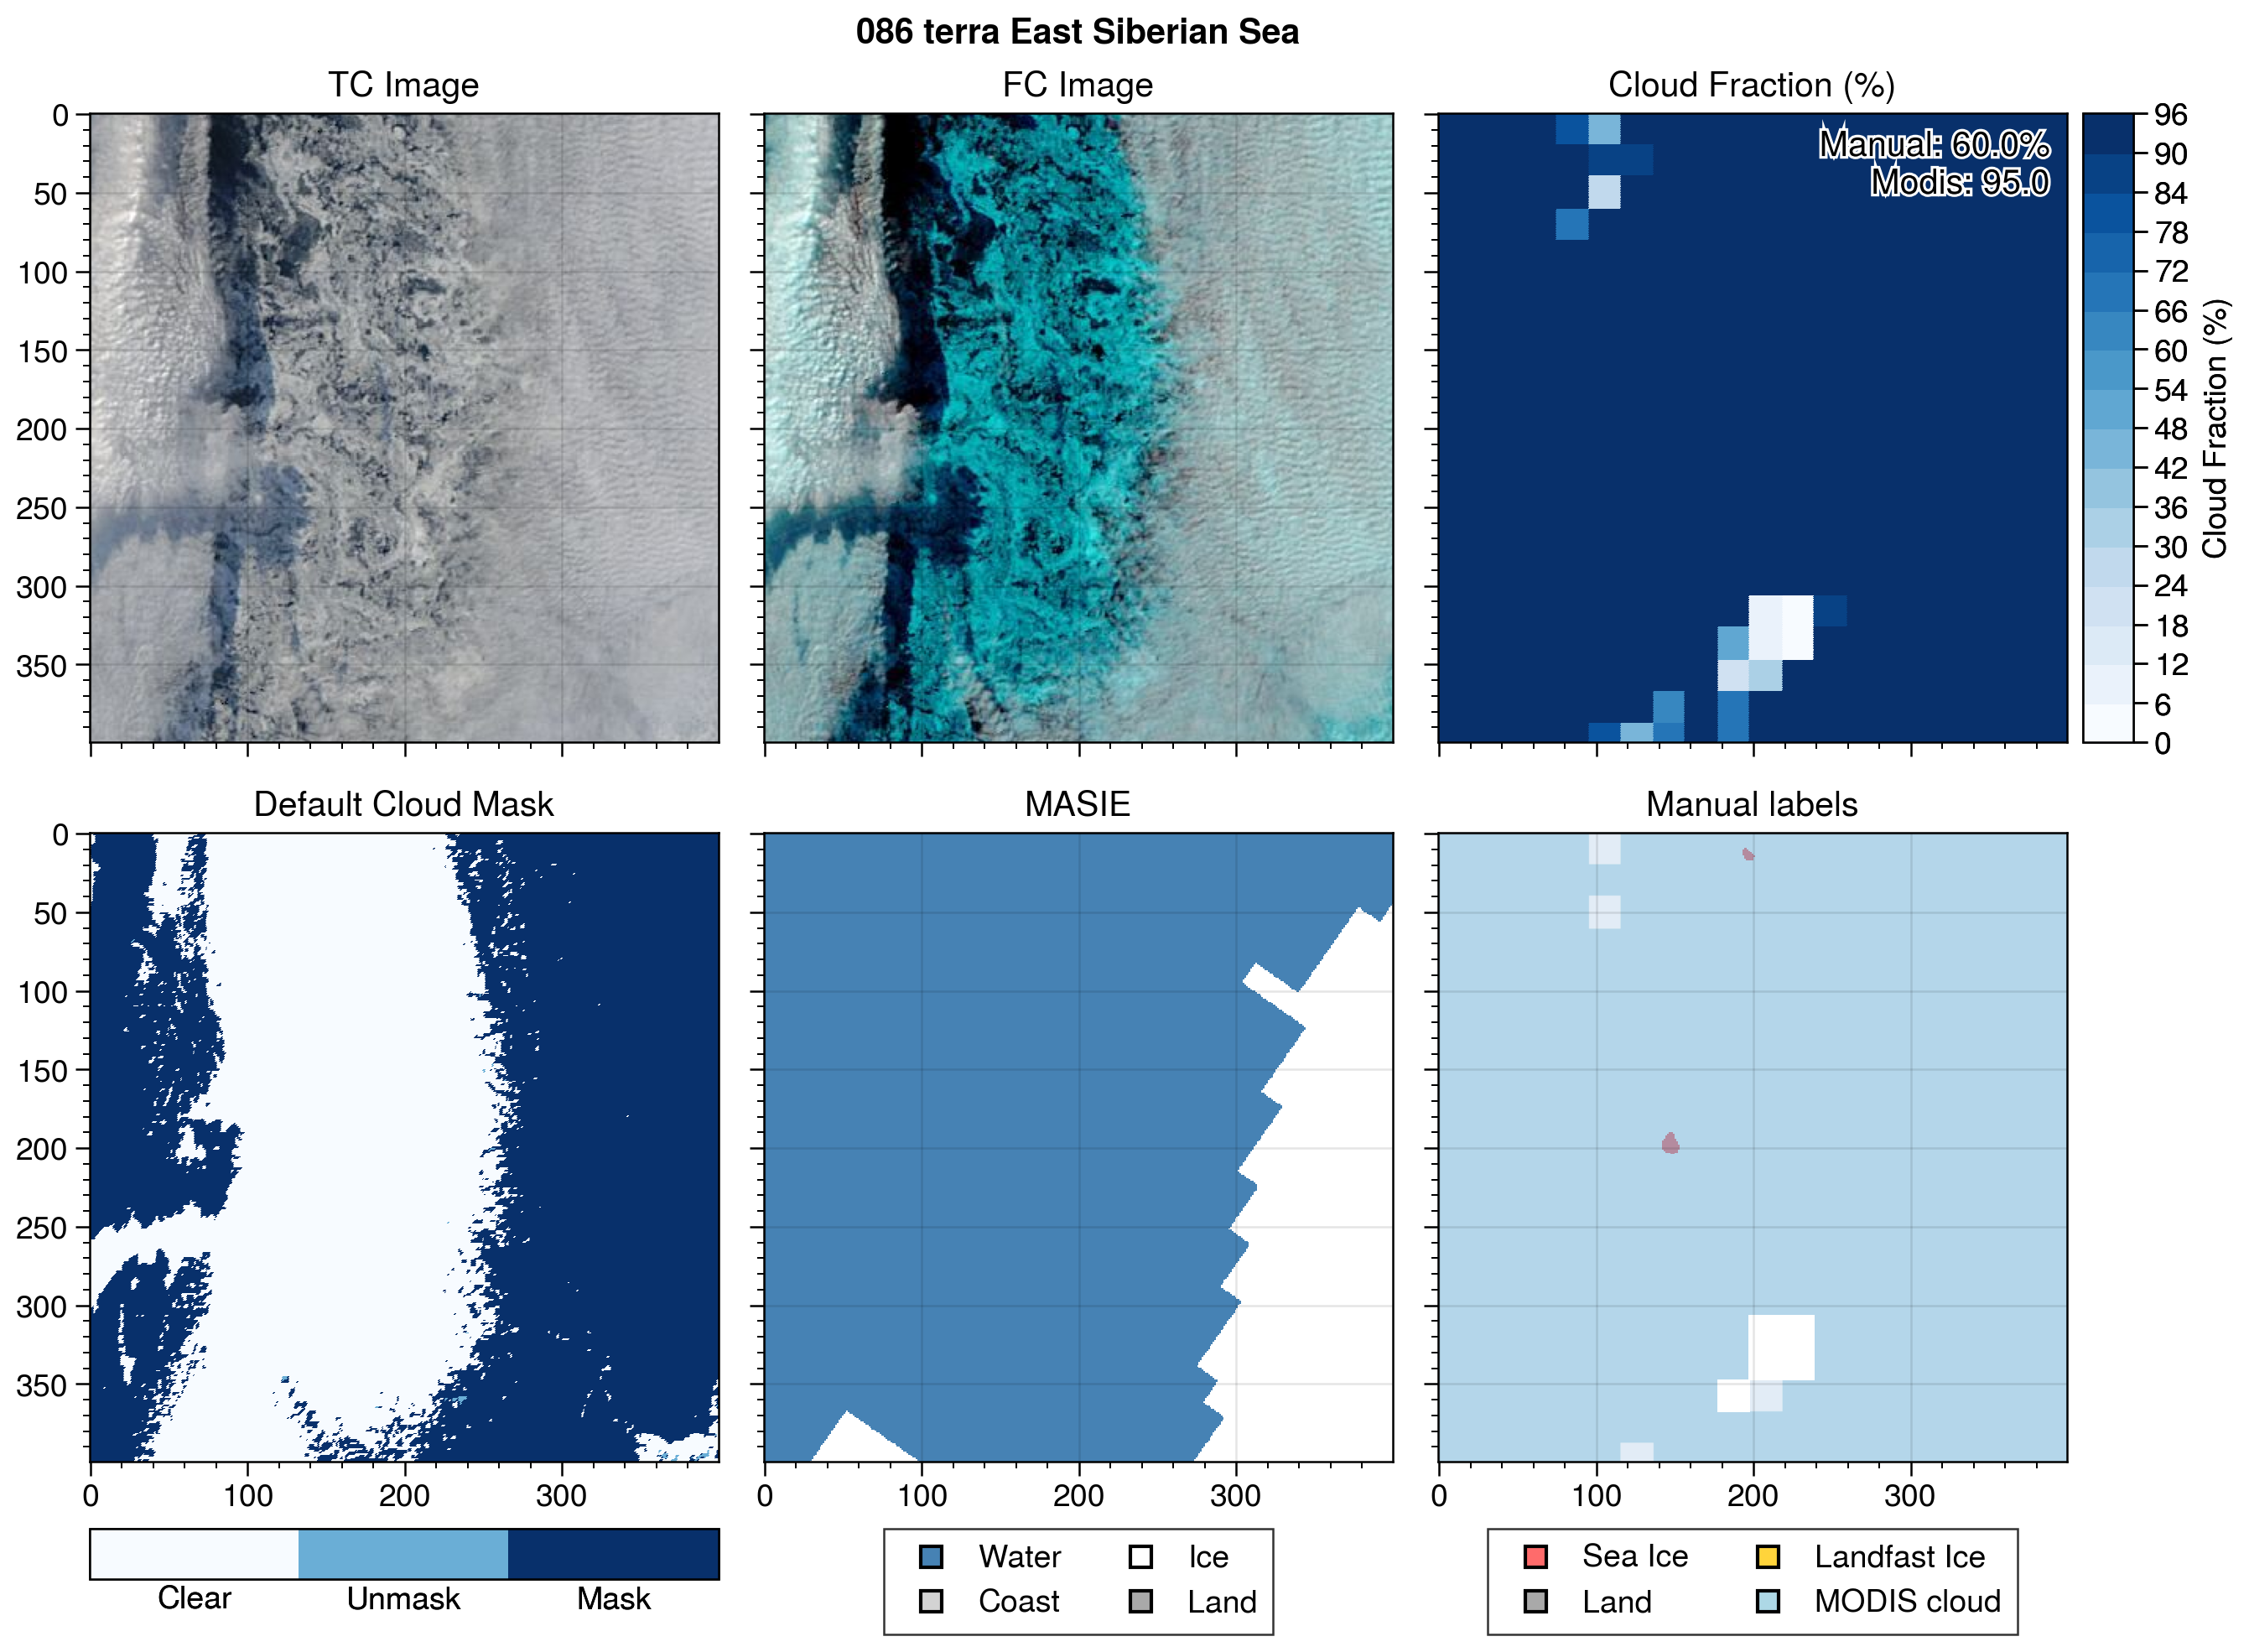 086 terra East Siberian Sea
TC Image
FC Image
Cloud Fraction (%)
0
50
100
150
200
250
300
350
Manual: 60.0%
Modis: 95.0
96
90
84
78
72
66
60
54
48
42
36
30
24
18
12
6
0
Cloud Fraction (%)
Default Cloud Mask
MASIE
Manual labels
0
50
100
150
200
250
300
350
0 100 200 300
0 100 200 300
0 100 200 300
Clear Unmask Mask
Water Ice
Coast Land
Sea Ice Landfast Ice
Land MODIS cloud